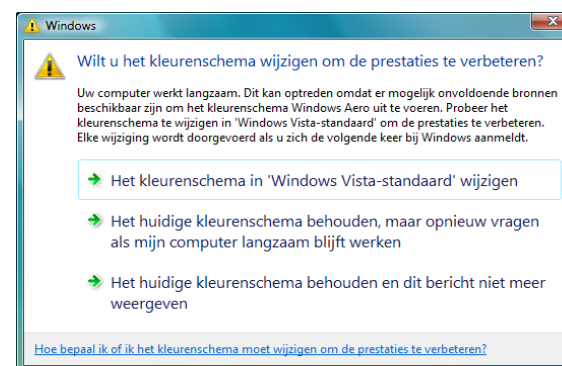 Windows
Wilt u het kleurenschema wijzigen om de prestaties te verbeteren?
Uw computer werkt langzaam. Dit kan optreden omdat er mogelijk onvoldoende bronnen
beschikbaar zijn om het kleurenschema Windows Aero uit te voeren. Probeer het
kleurenschema te wijzigen in 'Windows Vista-standaard' om de prestaties te verbeteren.
Elke wijziging wordt doorgevoerd als u zich de volgende keer bij Windows aanmeldt.
Het kleurenschema in 'Windows Vista-standaard' wijzigen
Het huidige kleurenschema behouden, maar opnieuw vragen
als mijn computer langzaam blijft werken
Het huidige kleurenschema behouden en dit bericht niet meer
weergeven
Hoe bepaal ik of ik het kleurenschema moet wijzigen om de prestaties te verbeteren?